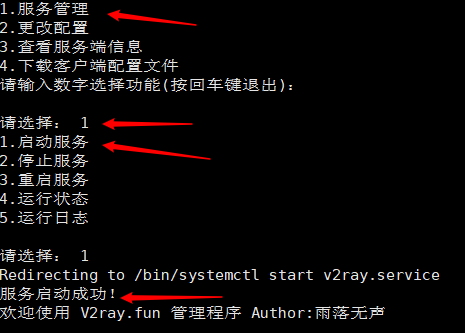 1.服务管理
2.更改配置
3.查看服务端信息
4.下载客户端配置文件
请输入数字选择功能(按回车键退出):
请选择: 1
1.启动服务
2.停止服务
3.重启服务
4.运行状态
5.运行日志
请选择: 1
Redirecting to /bin/systemctl start v2ray.service
服务启动成功!
欢迎使用 V2ray.fun 管理程序 Author:雨落无声